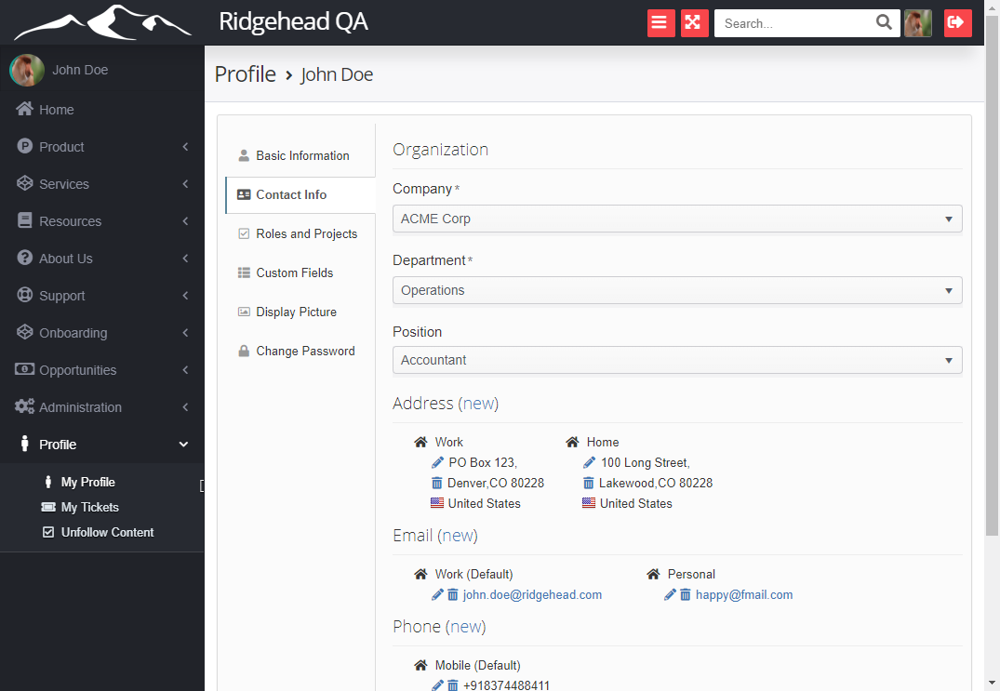 Ridgehead QA
Search...
John Doe
Home
Product
Services
Resources
About Us
Support
Onboarding
Opportunities
Administration
Profile
My Profile
My Tickets
Unfollow Content
Profile › John Doe
Basic Information
Contact Info
Roles and Projects
Custom Fields
Display Picture
Change Password
Organization
Company *
ACME Corp
Department *
Operations
Position
Accountant
Address (new)
Work
PO Box 123,
Denver,CO 80228
United States
Home
100 Long Street,
Lakewood,CO 80228
United States
Email (new)
Work (Default)
john.doe@ridgehead.com
Personal
happy@fmail.com
Phone (new)
Mobile (Default)
+918374488411